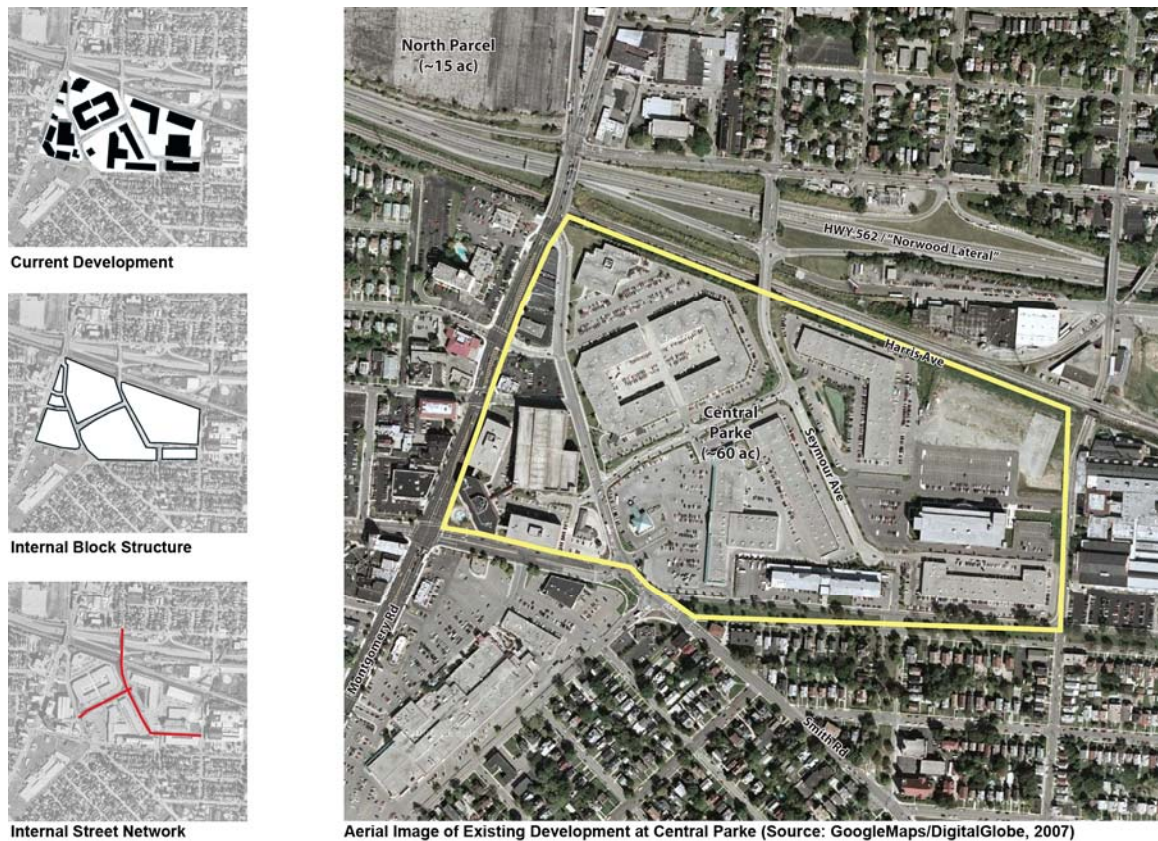 Current Development
Internal Block Structure
Internal Street Network
North Parcel
(~15 ac)
HWY 562 / "Norwood Lateral"
Harris Ave
Central
Parke
(~60 ac)
Seymour Ave
Montgomery Rd
Smith Rd
Aerial Image of Existing Development at Central Parke (Source: GoogleMaps/DigitalGlobe, 2007)